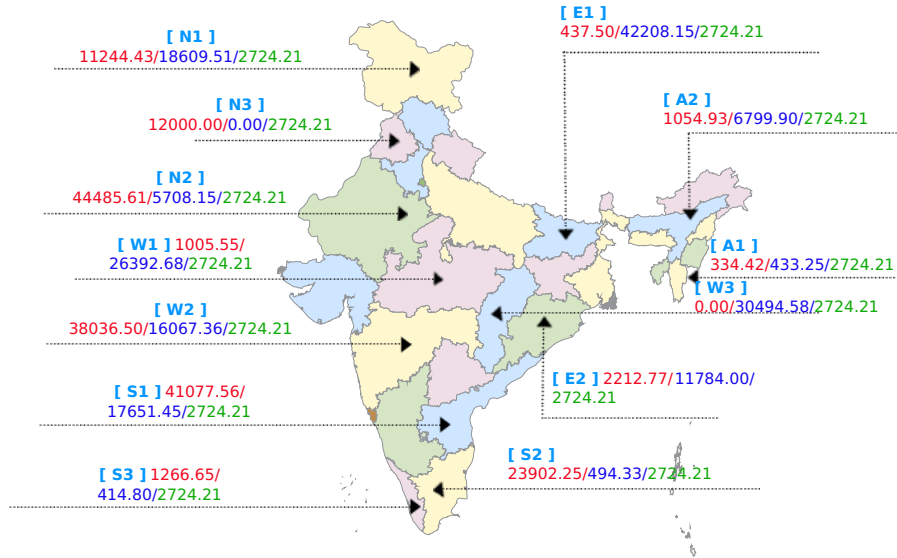 [ N1 ]
11244.43/18609.51/2724.21
[ E1 ]
437.50/42208.15/2724.21
[ N3 ]
12000.00/0.00/2724.21
[ A2 ]
1054.93/6799.90/2724.21
[ N2 ]
44485.61/5708.15/2724.21
[ W1 ] 1005.55/
26392.68/2724.21
[ A1 ]
334.42/433.25/2724.21
[ W3 ]
0.00/30494.58/2724.21
[ W2 ]
38036.50/16067.36/2724.21
[ E2 ] 2212.77/11784.00/
2724.21
[ S1 ] 41077.56/
17651.45/2724.21
[ S2 ]
23902.25/494.33/2724.21
[ S3 ] 1266.65/
414.80/2724.21